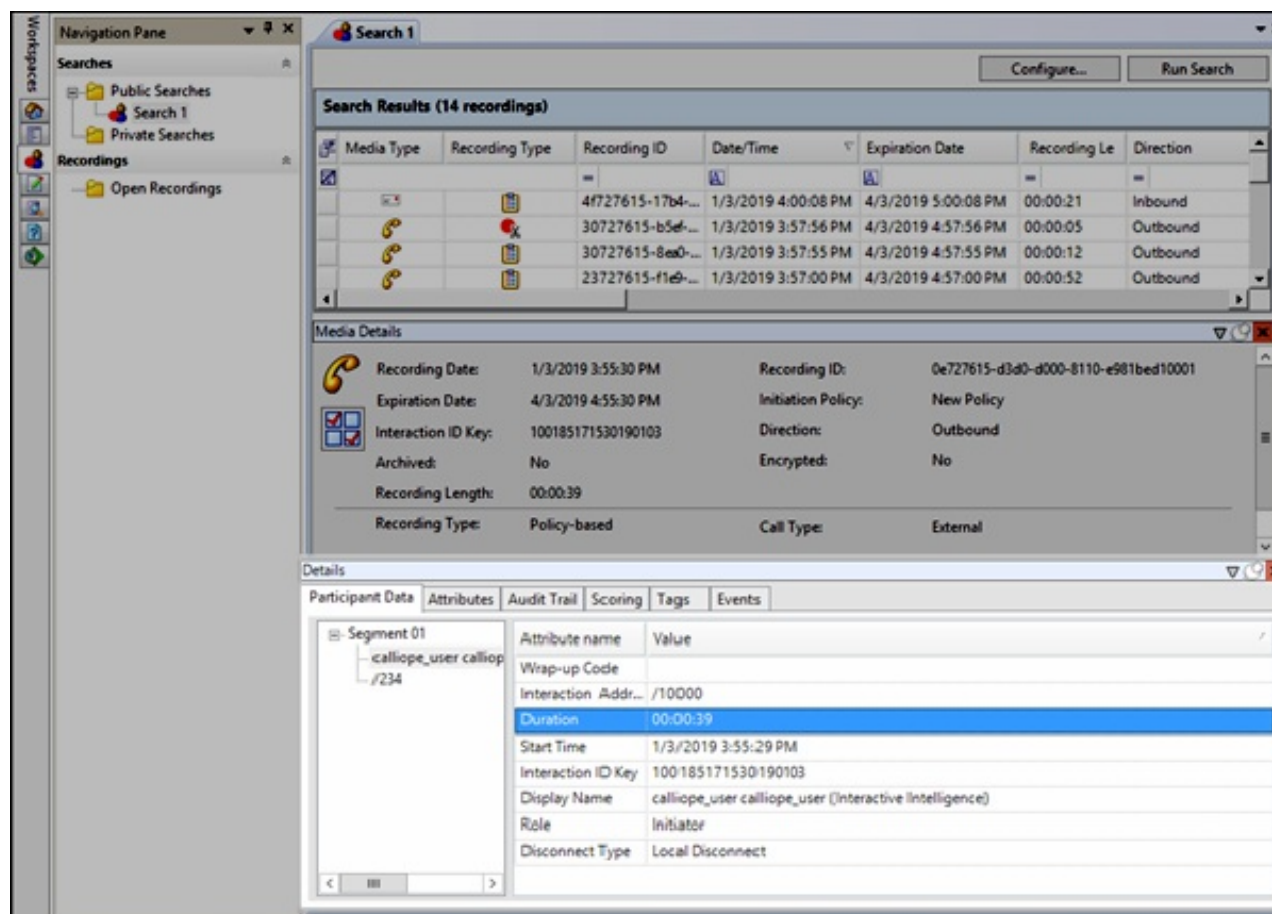 Workspaces
Navigation Pane
Searches
Public Searches
Search 1
Private Searches
Recordings
Open Recordings
Search 1
Configure... Run Search
Search Results (14 recordings)
Media Type Recording Type Recording ID Date/Time Expiration Date Recording Le Direction
= A A = =
4f727615-17b4-... 1/3/2019 4:00:08 PM 4/3/2019 5:00:08 PM 00:00:21 Inbound
30727615-b5ef-... 1/3/2019 3:57:56 PM 4/3/2019 4:57:56 PM 00:00:05 Outbound
30727615-8ea0-... 1/3/2019 3:57:55 PM 4/3/2019 4:57:55 PM 00:00:12 Outbound
23727615-f1e9-... 1/3/2019 3:57:00 PM 4/3/2019 4:57:00 PM 00:00:52 Outbound
Media Details
Recording Date: 1/3/2019 3:55:30 PM Recording ID: 0e727615-d3d0-d000-8110-e981bed10001
Expiration Date: 4/3/2019 4:55:30 PM Initiation Policy: New Policy
Interaction ID Key: 100185171530190103 Direction: Outbound
Archived: No Encrypted: No
Recording Length: 00:00:39
Recording Type: Policy-based Call Type: External
Details
Participant Data Attributes Audit Trail Scoring Tags Events
Segment 01
calliope_user calliop
/234
Attribute name Value
Wrap-up Code
Interaction Addr... /10000
Duration 00:00:39
Start Time 1/3/2019 3:55:29 PM
Interaction ID Key 100185171530190103
Display Name calliope_user calliope_user (Interactive Intelligence)
Role Initiator
Disconnect Type Local Disconnect